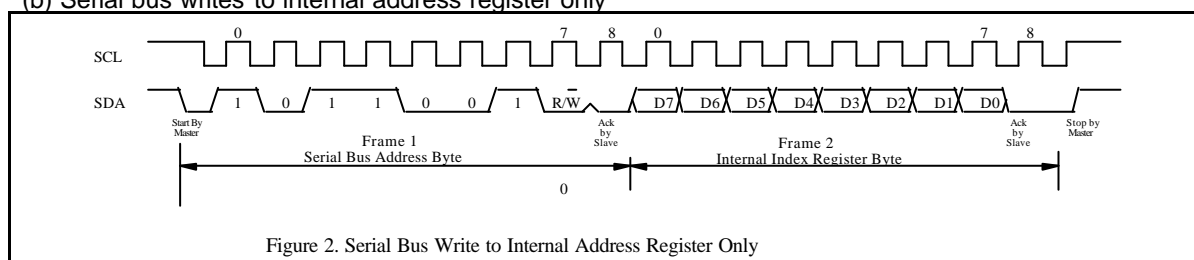 (b) Serial bus writes to internal address register only
0 7 8 0 7 8
SCL
SDA 1 0 1 1 0 0 1 R/W D7 D6 D5 D4 D3 D2 D1 D0
Start By
Master
Ack
by
Slave
Ack
by
Slave
Stop by
Master
Frame 1
Serial Bus Address Byte
Frame 2
Internal Index Register Byte
0
Figure 2. Serial Bus Write to Internal Address Register Only